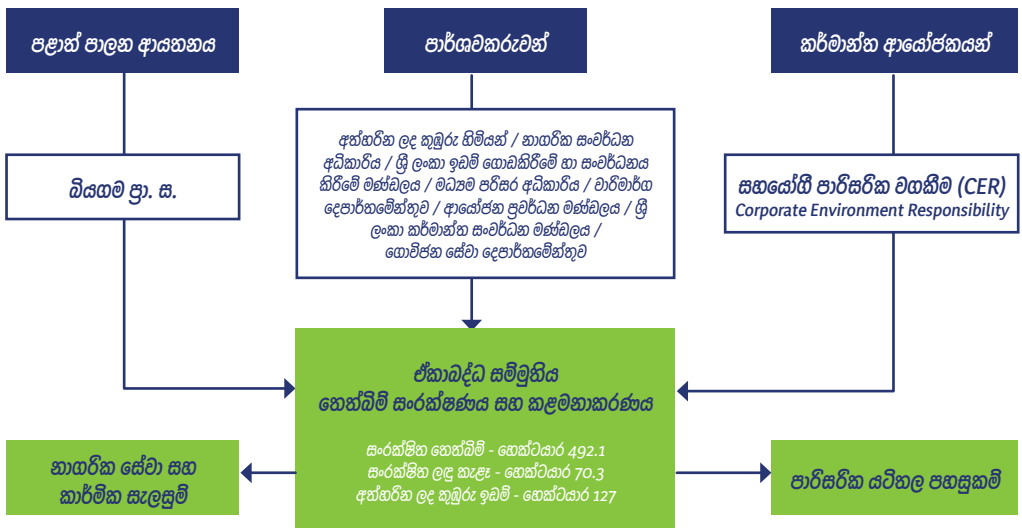 පළාත් පාලන ආයතනය
පාර්ශවකරුවන්
කර්මාන්ත ආයෝජකයන්
බියගම ප්‍රා. ස.
අත්හරින ලද කුඹුරු හිමියන් / නාගරික සංවර්ධන
අධිකාරිය / ශ්‍රී ලංකා ඉඩම් ගොඩකිරීමේ හා සංවර්ධනය
කිරීමේ මණ්ඩලය / මධ්‍යම පරිසර අධිකාරිය / වාරිමාර්ග
දෙපාර්තමේන්තුව / ආයෝජන ප්‍රවර්ධන මණ්ඩලය / ශ්‍රී
ලංකා කර්මාන්ත සංවර්ධන මණ්ඩලය /
ගොවිජන සේවා දෙපාර්තමේන්තුව
සහයෝගී පාරිසරික වගකීම (CER)
Corporate Environment Responsibility
ඒකාබද්ධ සම්මුතිය
තෙත්බිම් සංරක්ෂණය සහ කළමනාකරණය
සංරක්ෂිත තෙත්බිම් - හෙක්ටයාර 492.1
සංරක්ෂිත ලඳු කැළෑ - හෙක්ටයාර 70.3
අත්හරින ලද කුඹුරු ඉඩම් - හෙක්ටයාර 127
නාගරික සේවා සහ
කාර්මික සැලසුම්
පාරිසරික යටිතල පහසුකම්